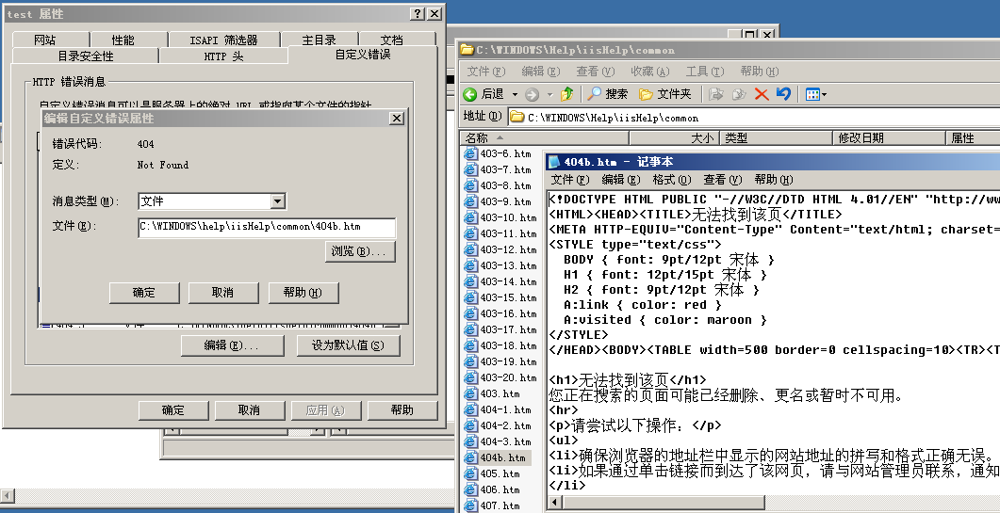 test 属性
网站
性能
ISAPI 筛选器
主目录
文档
目录安全性
HTTP 头
自定义错误
HTTP 错误消息
自定义错误消息可以是服务器上的绝对 URL 或指向某个文件的指针
编辑自定义错误属性
错误代码:
404
定义:
Not Found
消息类型(M):
文件
文件(E):
C:\WINDOWS\help\iisHelp\common\404b.htm
浏览(B)...
确定
取消
帮助(H)
编辑(E)...
设为默认值(S)
确定
取消
应用(A)
帮助
C:\WINDOWS\Help\iisHelp\common
文件(F)
编辑(E)
查看(V)
收藏(A)
工具(T)
帮助(H)
后退
搜索
文件夹
地址(D)
C:\WINDOWS\Help\iisHelp\common
名称
大小
类型
修改日期
属性
403-6.htm
403-7.htm
403-8.htm
403-9.htm
403-10.htm
403-11.htm
403-12.htm
403-13.htm
403-14.htm
403-15.htm
403-16.htm
403-17.htm
403-18.htm
403-19.htm
403-20.htm
403.htm
404-1.htm
404-2.htm
404-3.htm
404b.htm
405.htm
406.htm
407.htm
404b.htm - 记事本
文件(F)
编辑(E)
格式(O)
查看(V)
帮助(H)
<!DOCTYPE HTML PUBLIC "-//W3C//DTD HTML 4.01//EN" "http://ww
<HTML><HEAD><TITLE>无法找到该页</TITLE>
<META HTTP-EQUIV="Content-Type" Content="text/html; charset=
<STYLE type="text/css">
BODY { font: 9pt/12pt 宋体 }
H1 { font: 12pt/15pt 宋体 }
H2 { font: 9pt/12pt 宋体 }
A:link { color: red }
A:visited { color: maroon }
</STYLE>
</HEAD><BODY><TABLE width=500 border=0 cellspacing=10><TR><T
<h1>无法找到该页</h1>
您正在搜索的页面可能已经删除、更名或暂时不可用。
<hr>
<p>请尝试以下操作：</p>
<ul>
<li>确保浏览器的地址栏中显示的网站地址的拼写和格式正确无误。
<li>如果通过单击链接而到达了该网页，请与网站管理员联系，通知
</li>